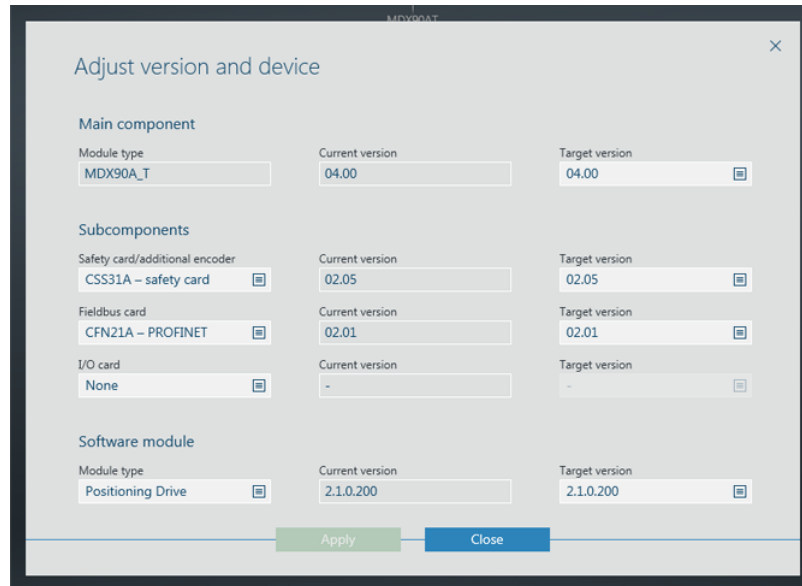 MDX90AT
Adjust version and device
Main component
Module type Current version Target version
MDX90A_T 04.00 04.00
Subcomponents
Safety card/additional encoder Current version Target version
CSS31A – safety card 02.05 02.05
Fieldbus card Current version Target version
CFN21A – PROFINET 02.01 02.01
I/O card Current version Target version
None - -
Software module
Module type Current version Target version
Positioning Drive 2.1.0.200 2.1.0.200
Apply Close